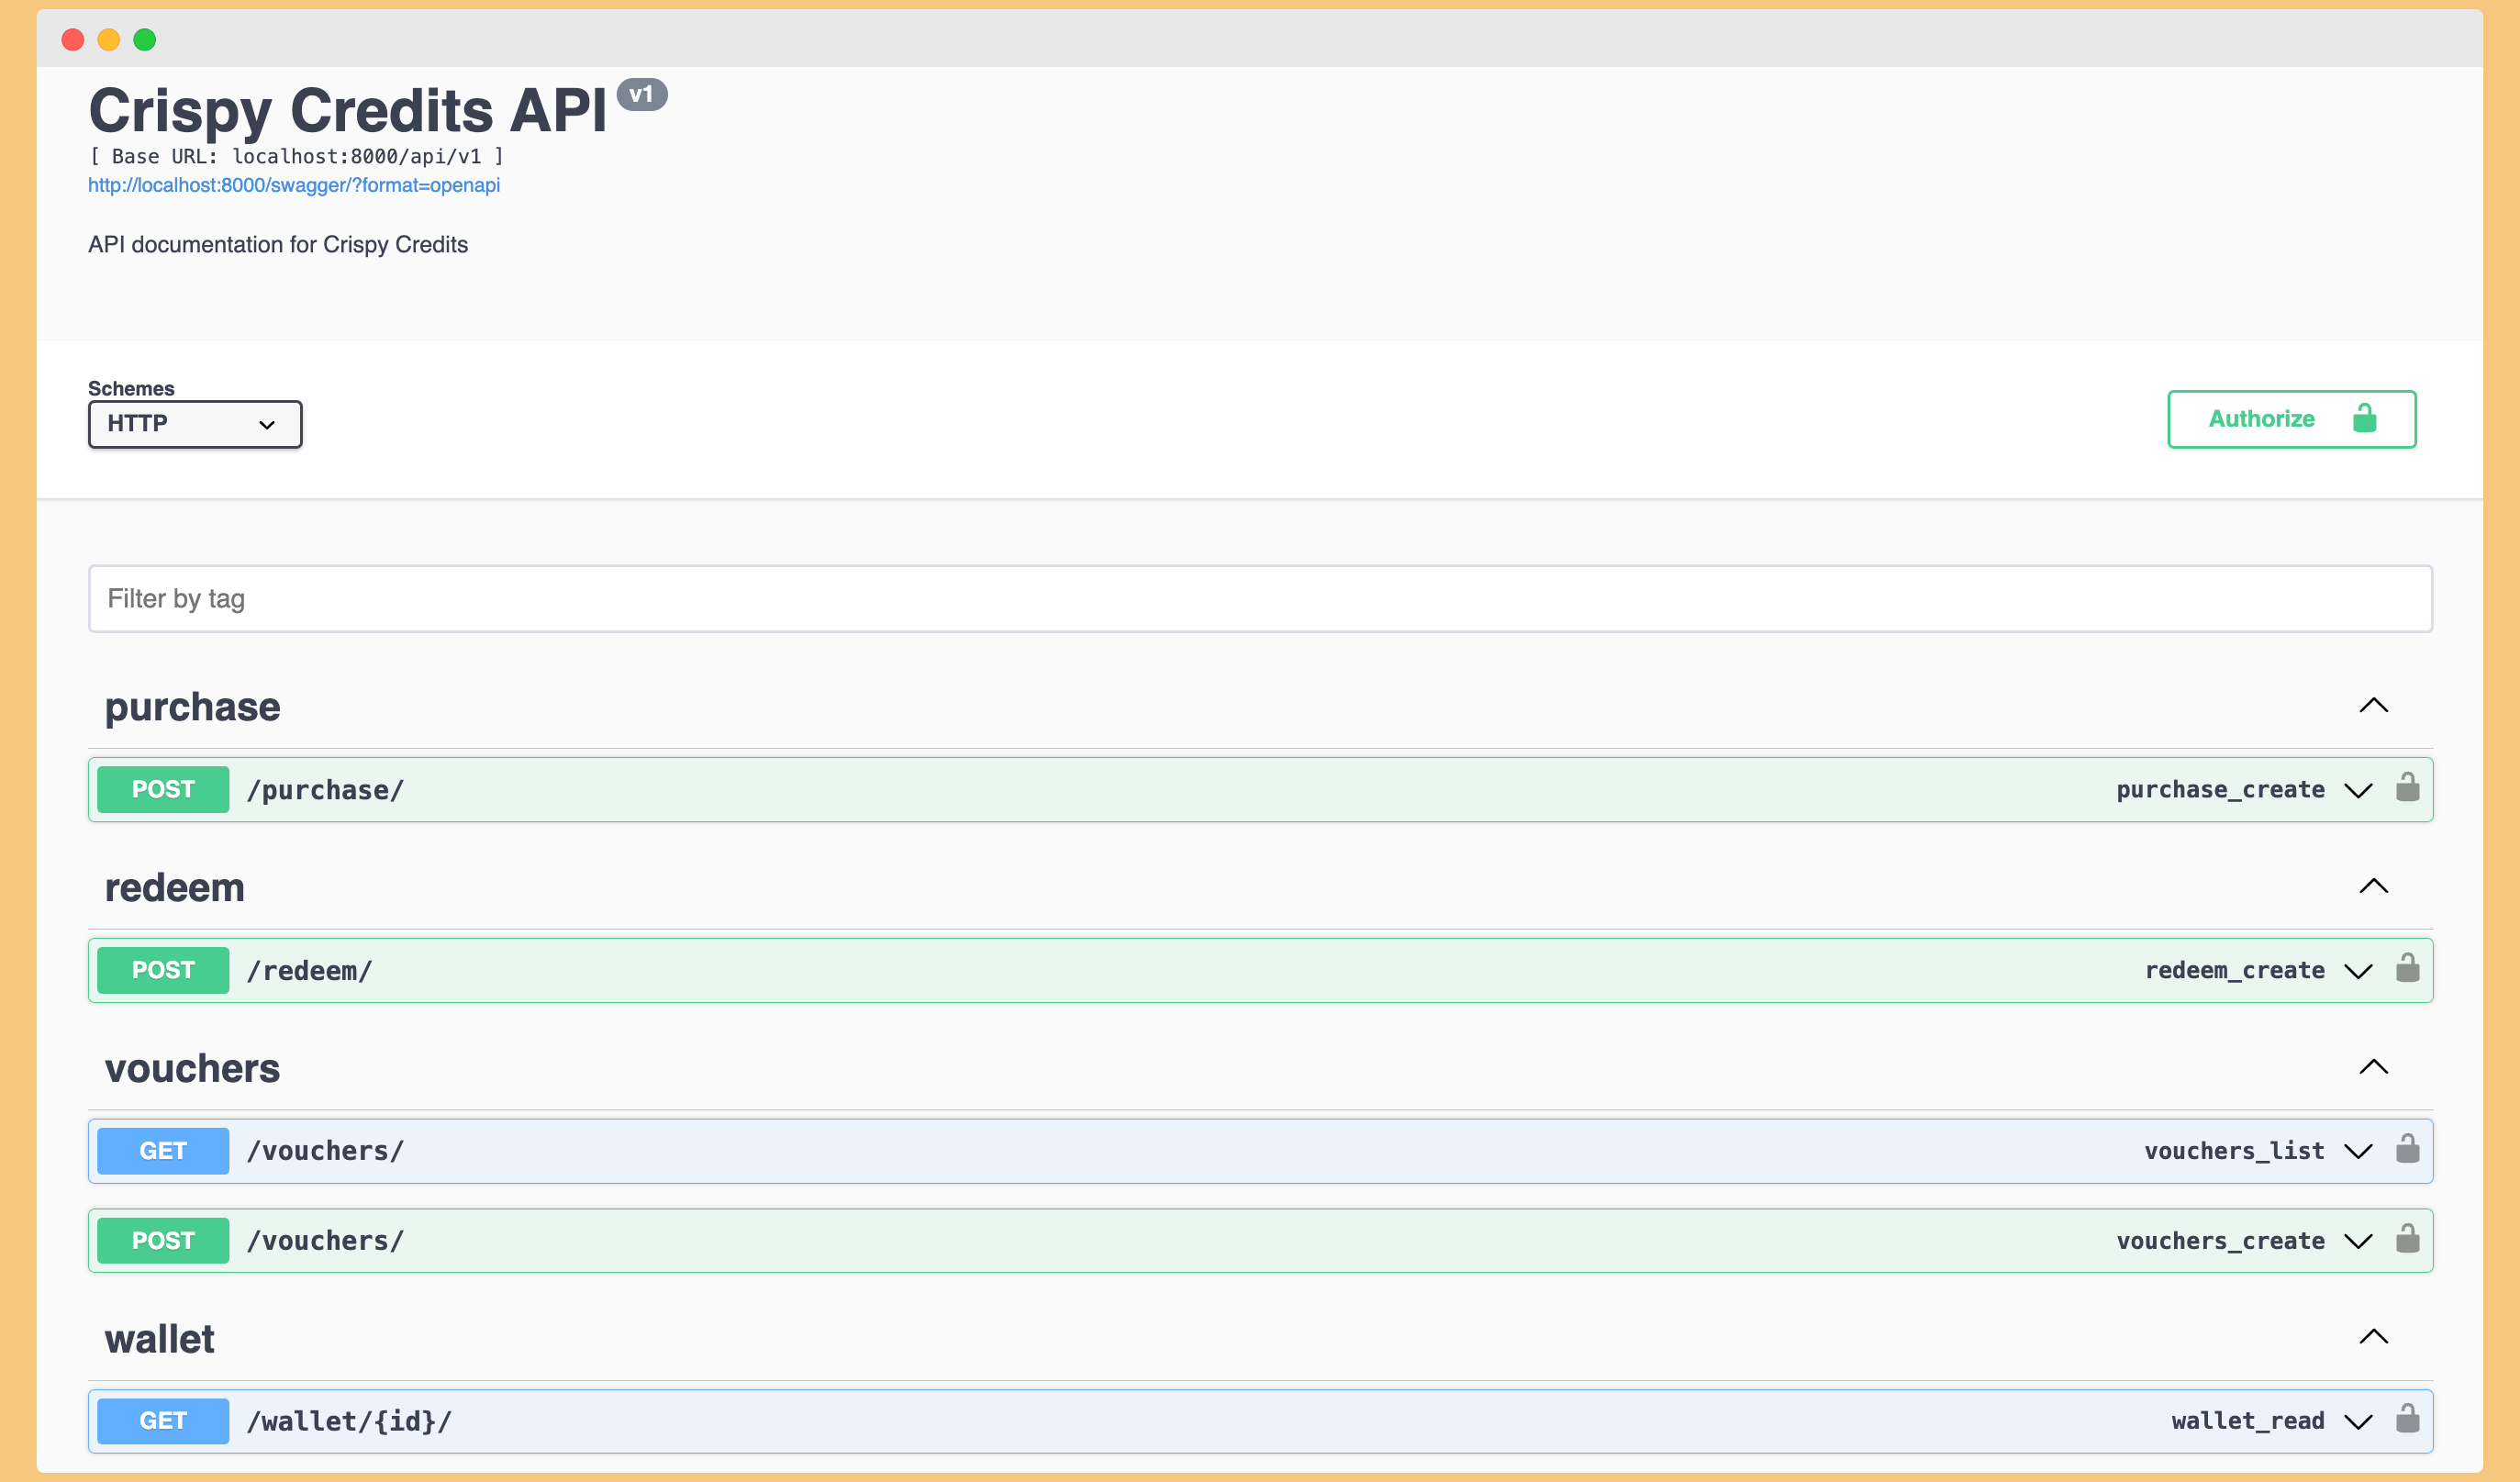 Crispy Credits API v1
[ Base URL: localhost:8000/api/v1 ]
http://localhost:8000/swagger/?format=openapi
API documentation for Crispy Credits
Schemes
HTTP
Authorize
Filter by tag
purchase
POST /purchase/ purchase_create
redeem
POST /redeem/ redeem_create
vouchers
GET /vouchers/ vouchers_list
POST /vouchers/ vouchers_create
wallet
GET /wallet/{id}/ wallet_read